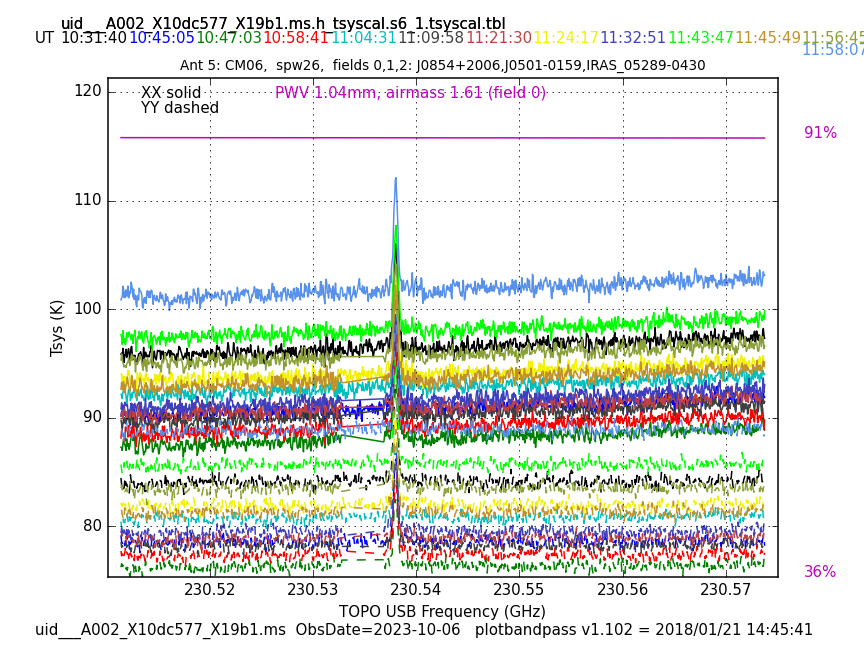 uid___A002_X10dc577_X19b1.ms.h_tsyscal.s6_1.tsyscal.tbl
UT 10:31:40 10:45:05 10:47:03 10:58:41 11:04:31 11:09:58 11:21:30 11:24:17 11:32:51 11:43:47 11:45:49 11:56:45
11:58:07
Ant 5: CM06, spw26, fields 0,1,2: J0854+2006,J0501-0159,IRAS_05289-0430
XX solid PWV 1.04mm, airmass 1.61 (field 0)
YY dashed
120
91%
110
100
90
80
Tsys (K)
36%
230.52 230.53 230.54 230.55 230.56 230.57
TOPO USB Frequency (GHz)
uid___A002_X10dc577_X19b1.ms ObsDate=2023-10-06 plotbandpass v1.102 = 2018/01/21 14:45:41